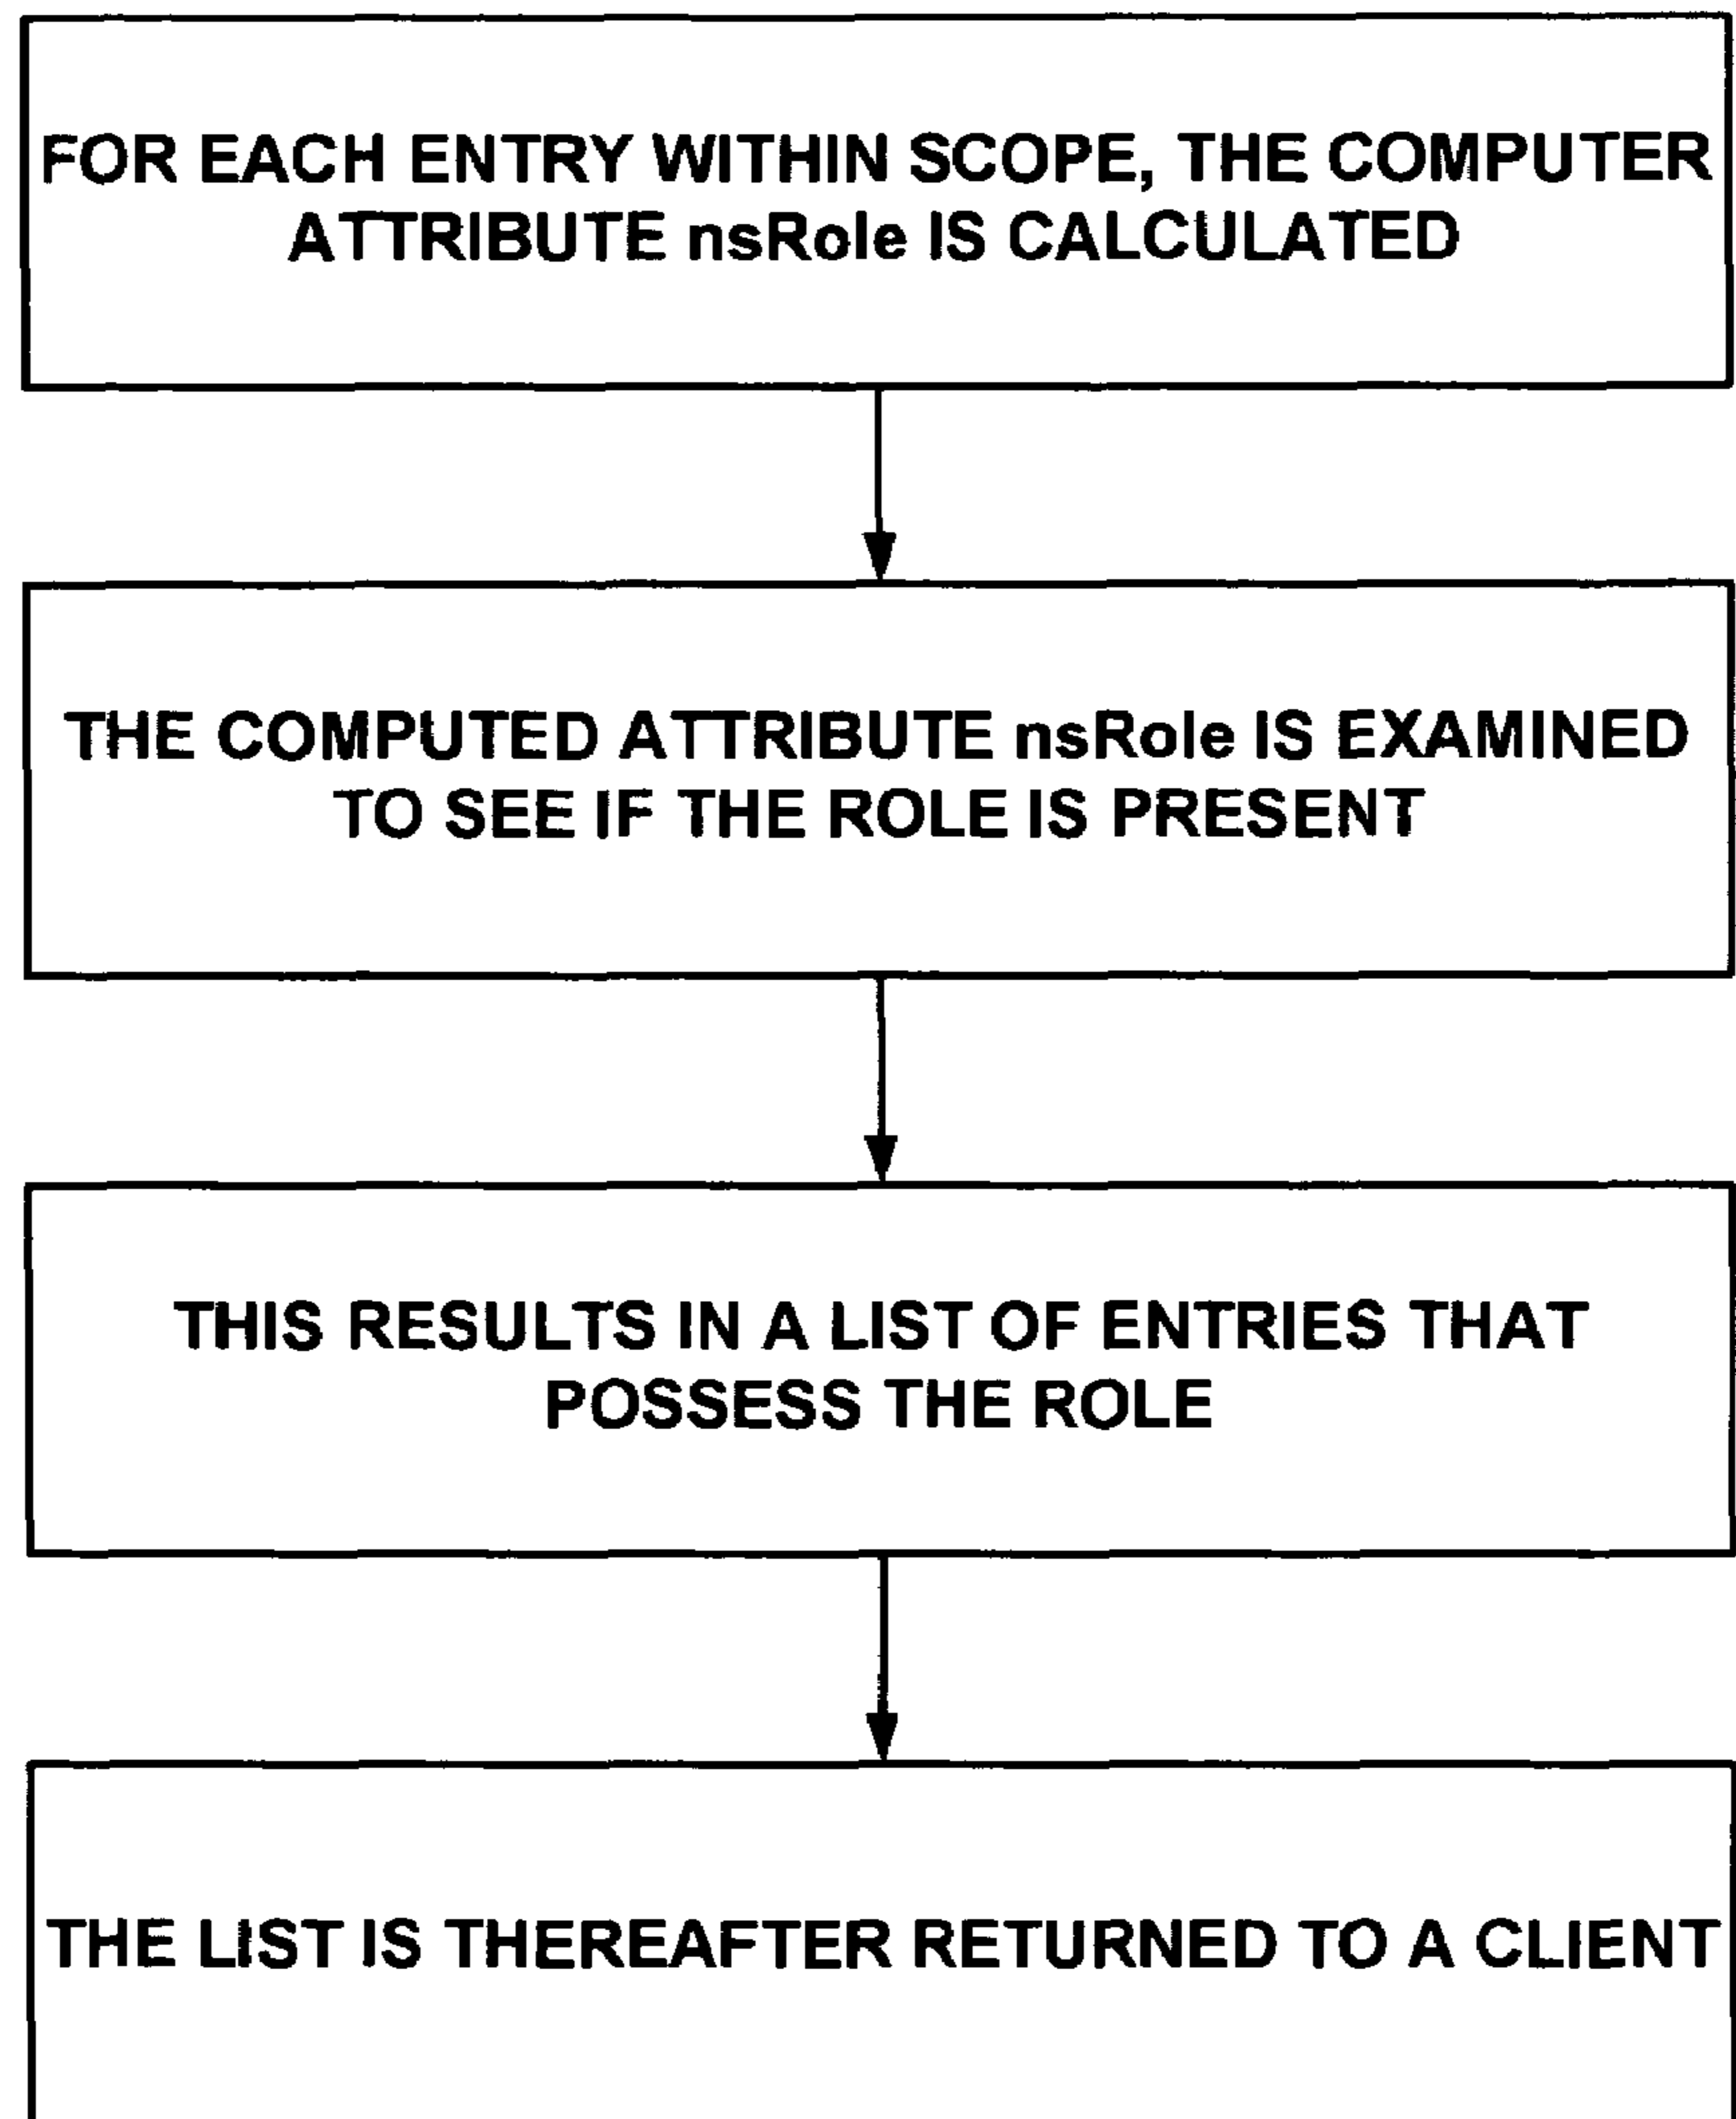 FOR EACH ENTRY WITHIN SCOPE, THE COMPUTER
ATTRIBUTE nsRole IS CALCULATED
THE COMPUTED ATTRIBUTE nsRole IS EXAMINED
TO SEE IF THE ROLE IS PRESENT
THIS RESULTS IN A LIST OF ENTRIES THAT
POSSESS THE ROLE
THE LIST IS THEREAFTER RETURNED TO A CLIENT